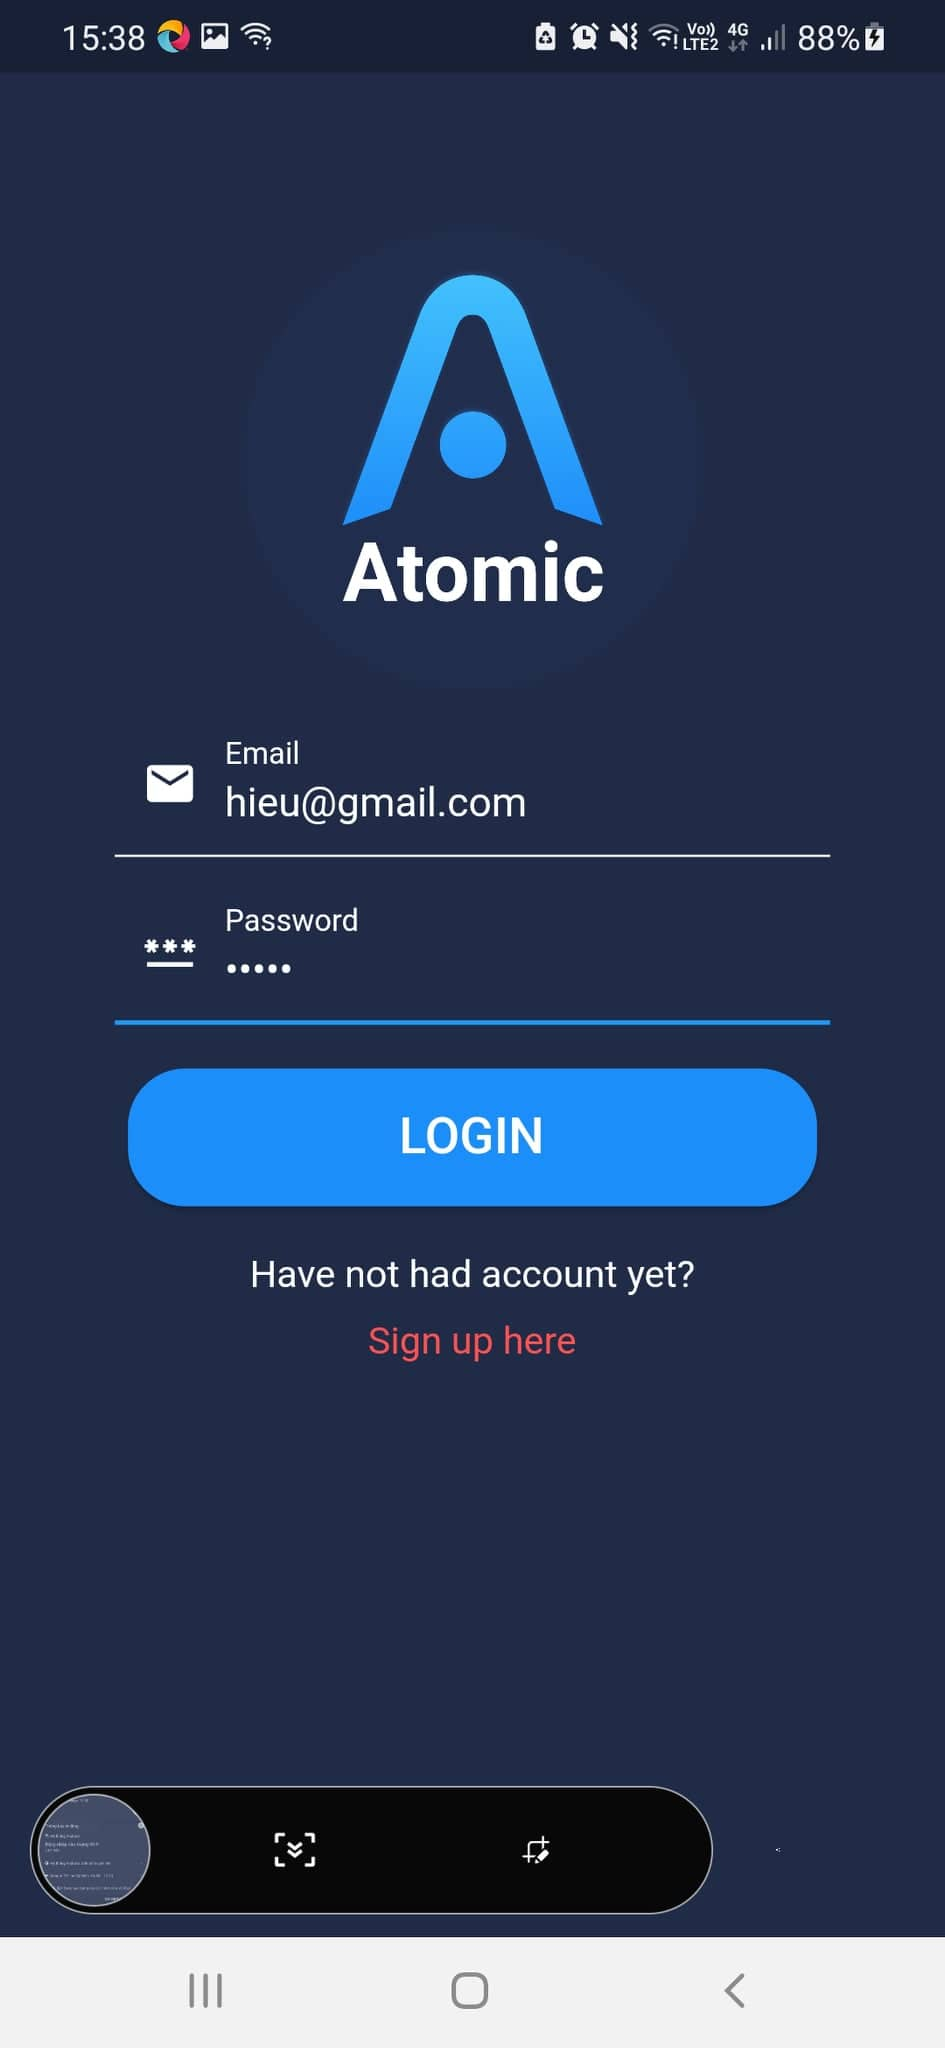 15:38 Vo)) LTE2 4G 88%
Atomic
Email
hieu@gmail.com
***
Password
•••••
LOGIN
Have not had account yet?
Sign up here